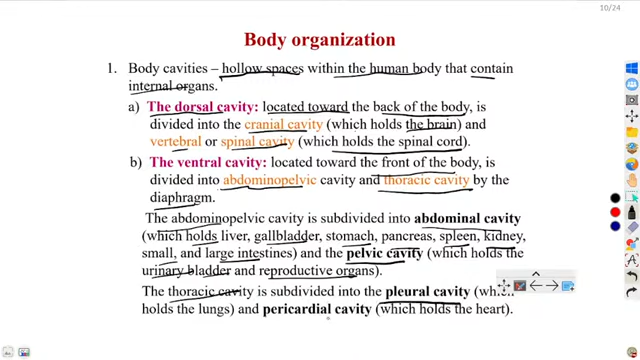 10/24
Body organization
1. Body cavities – hollow spaces within the human body that contain
internal organs.
a) The dorsal cavity: located toward the back of the body, is
divided into the cranial cavity (which holds the brain) and
vertebral or spinal cavity (which holds the spinal cord).
b) The ventral cavity: located toward the front of the body, is
divided into abdominopelvic cavity and thoracic cavity by the
diaphragm.
The abdominopelvic cavity is subdivided into abdominal cavity
(which holds liver, gallbladder, stomach, pancreas, spleen, kidney,
small, and large intestines) and the pelvic cavity (which holds the
urinary bladder and reproductive organs).
The thoracic cavity is subdivided into the pleural cavity (which
holds the lungs) and pericardial cavity (which holds the heart).